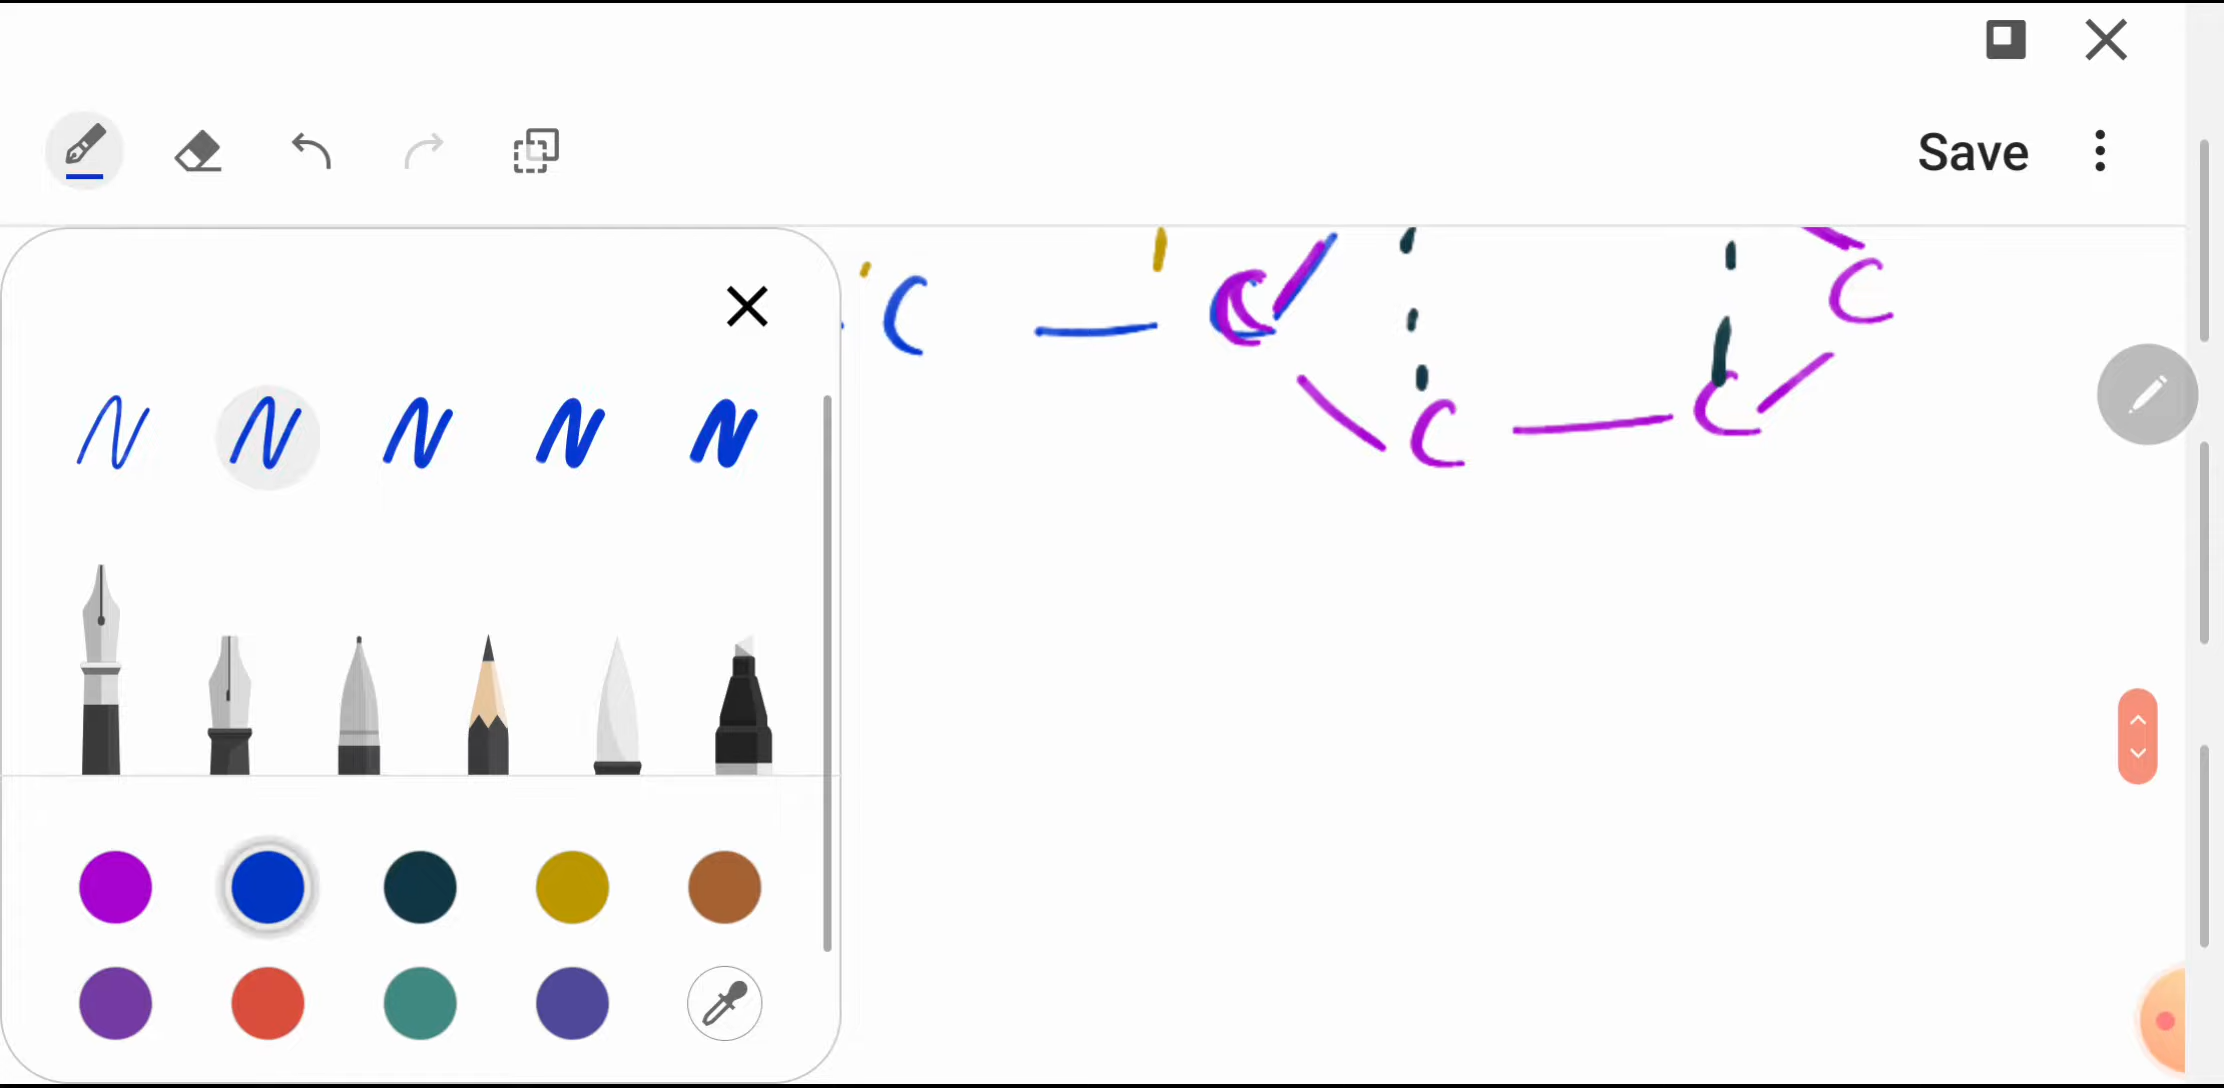 Save
N N N N N
C — C C
C — C